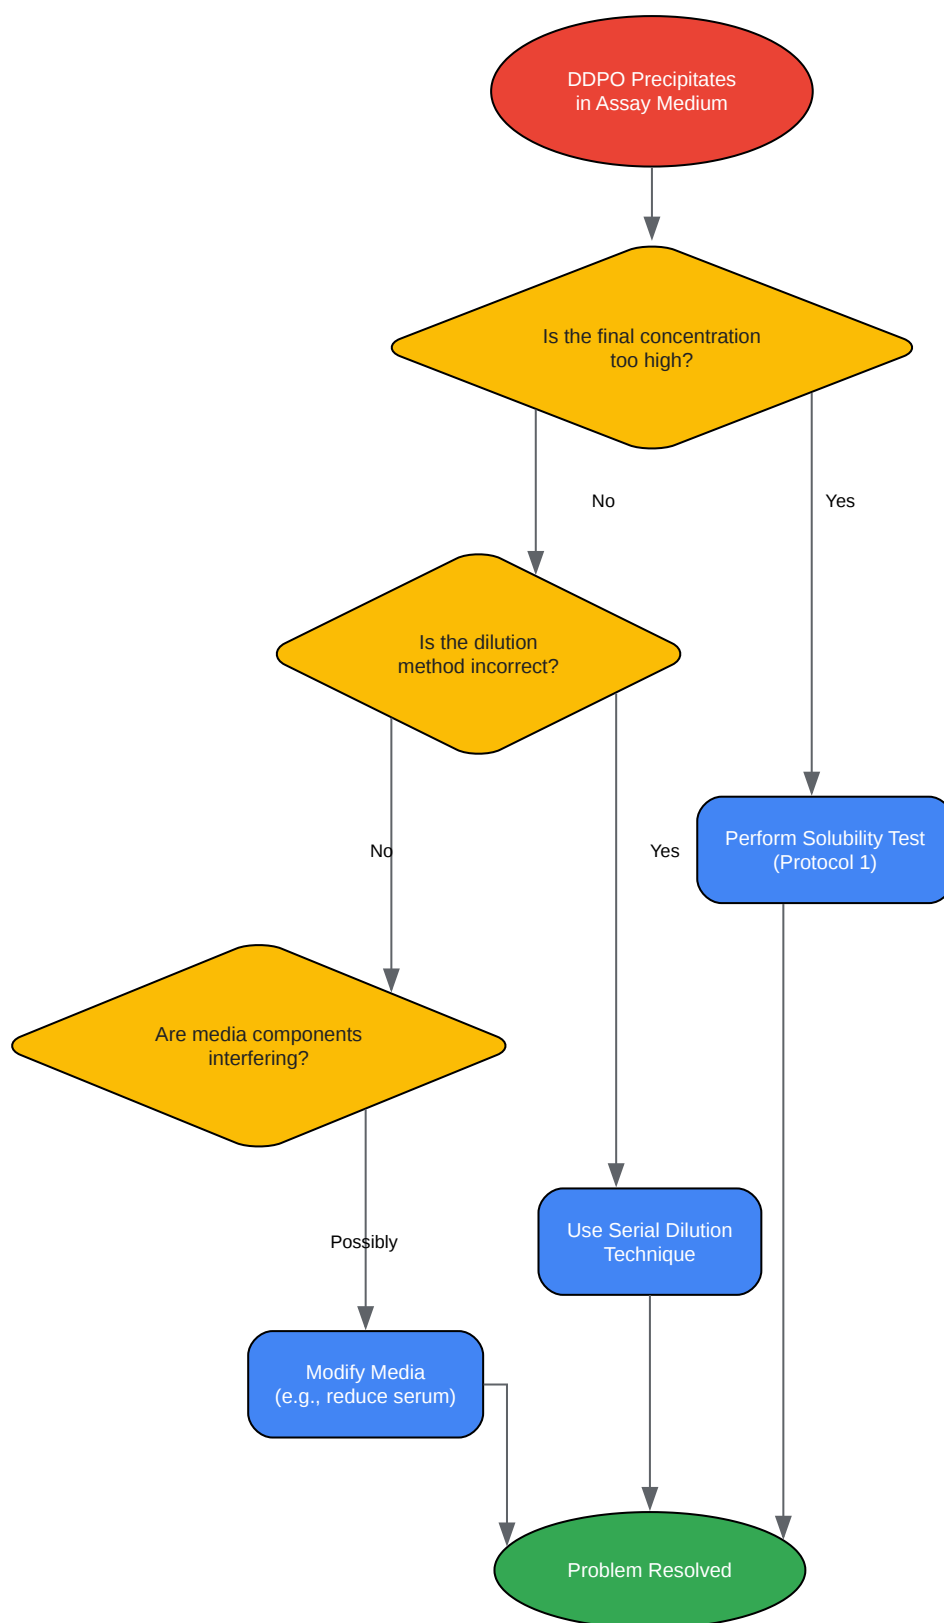 DDPO Precipitates
in Assay Medium
Is the final concentration
too high?
No
Yes
Is the dilution
method incorrect?
No
Yes
Perform Solubility Test
(Protocol 1)
Are media components
interfering?
Possibly
Use Serial Dilution
Technique
Modify Media
(e.g., reduce serum)
Problem Resolved